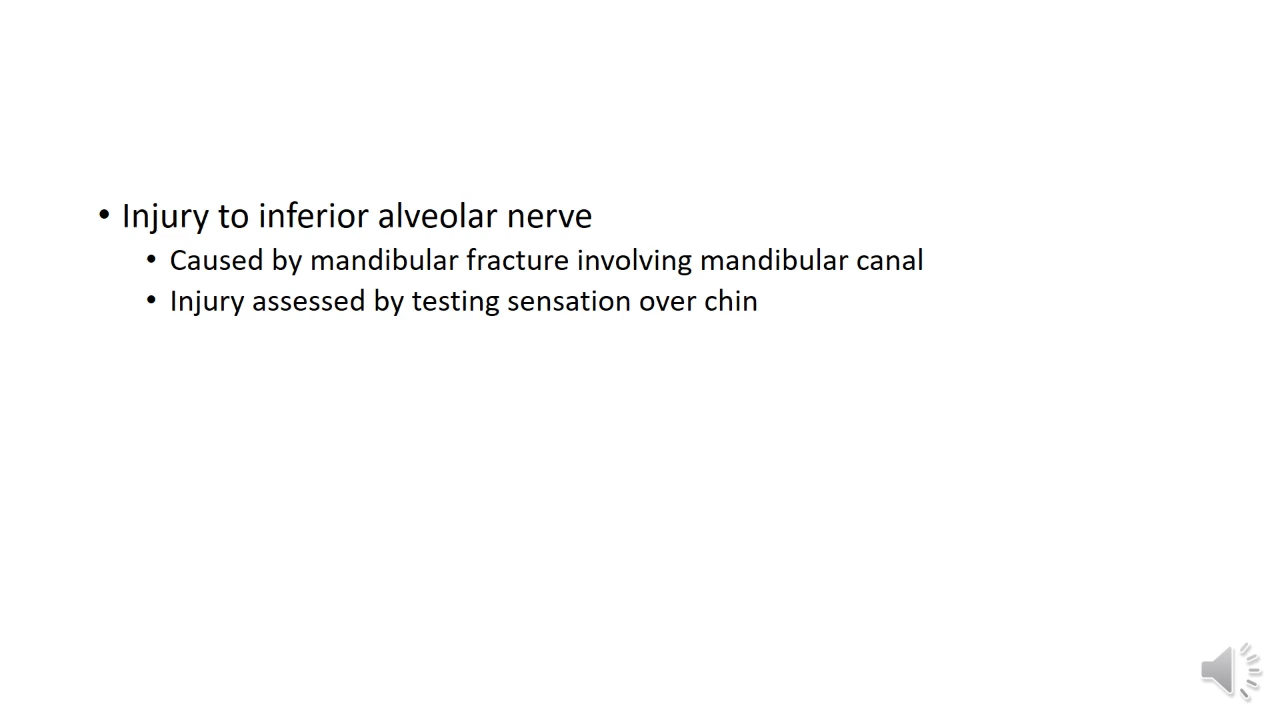 • Injury to inferior alveolar nerve
• Caused by mandibular fracture involving mandibular canal
• Injury assessed by testing sensation over chin